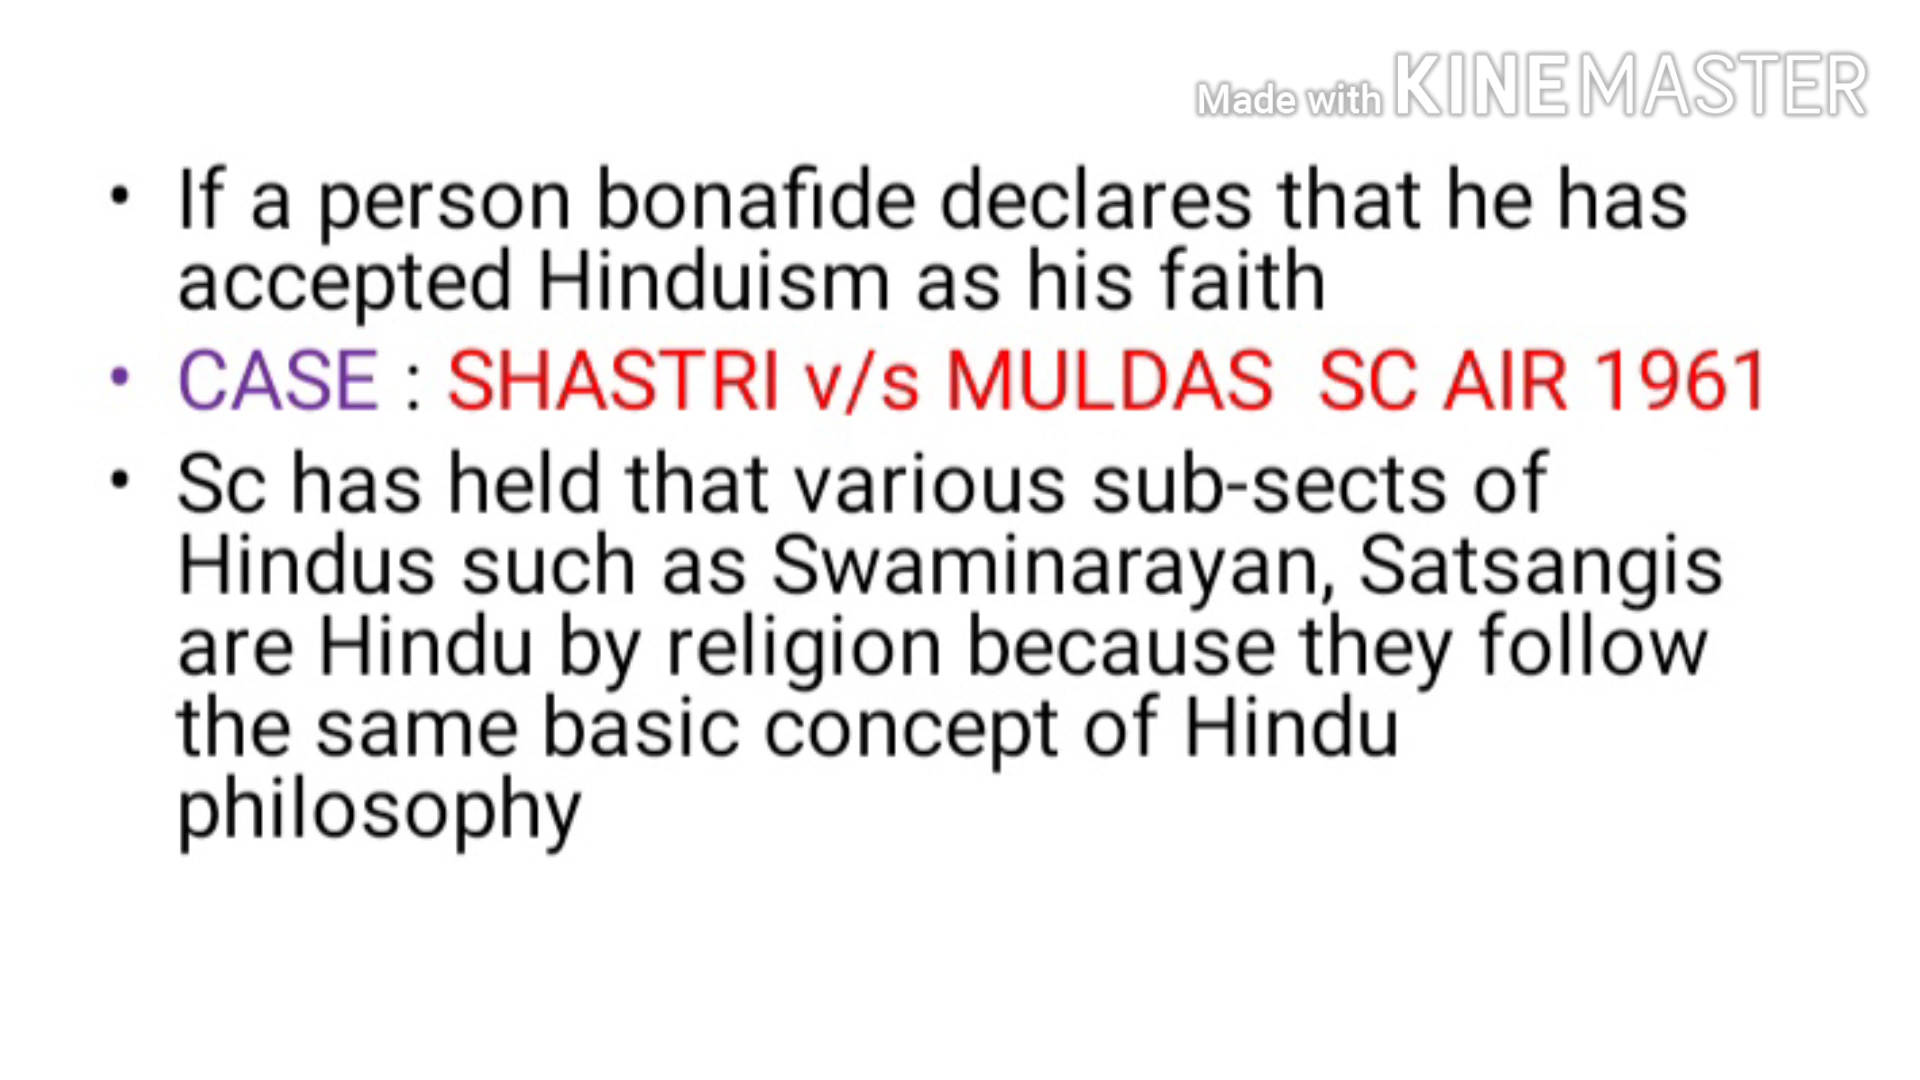 Made with KINEMASTER
• If a person bonafide declares that he has
accepted Hinduism as his faith
• CASE : SHASTRI v/s MULDAS SC AIR 1961
• Sc has held that various sub-sects of
Hindus such as Swaminarayan, Satsangis
are Hindu by religion because they follow
the same basic concept of Hindu
philosophy